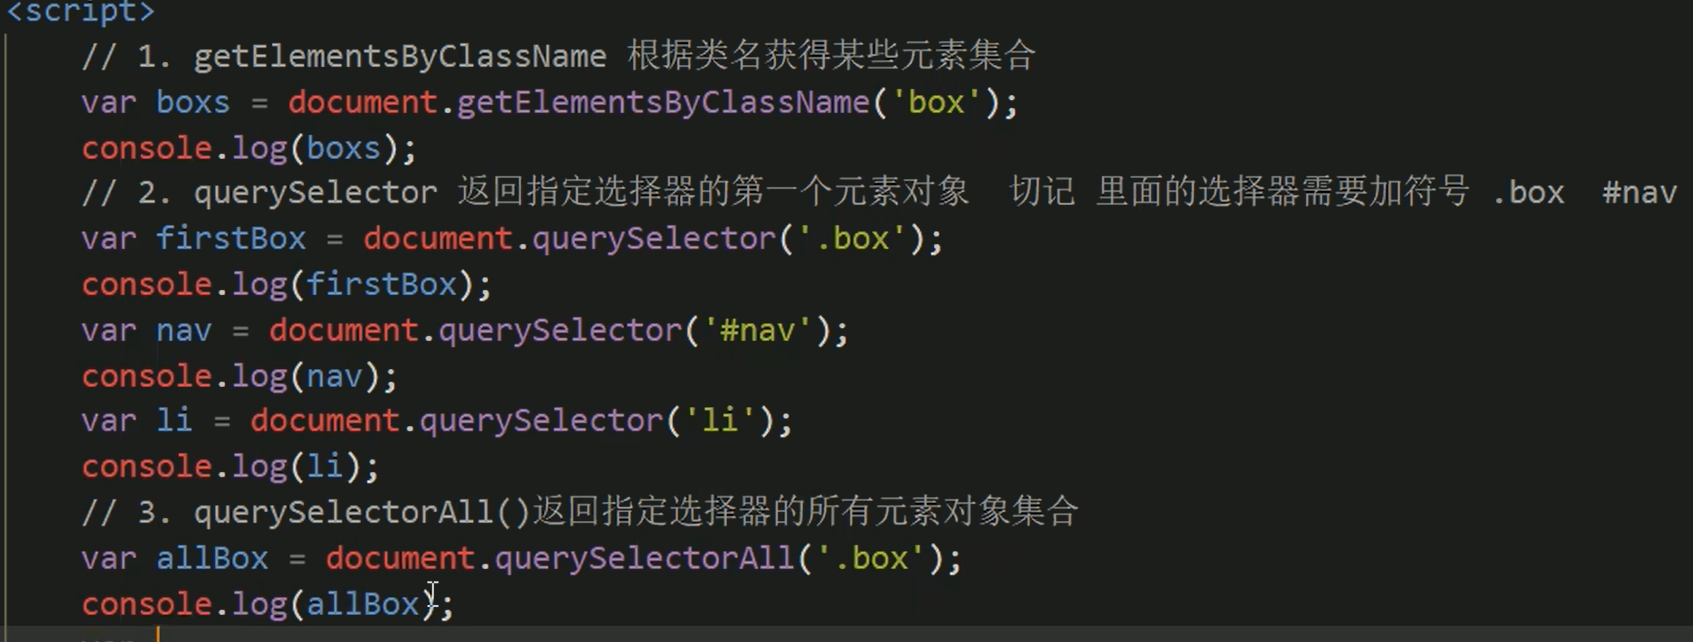 <script>
// 1. getElementsByClassName 根据类名获得某些元素集合
var boxs = document.getElementsByClassName('box');
console.log(boxs);
// 2. querySelector 返回指定选择器的第一个元素对象  切记 里面的选择器需要加符号 .box  #nav
var firstBox = document.querySelector('.box');
console.log(firstBox);
var nav = document.querySelector('#nav');
console.log(nav);
var li = document.querySelector('li');
console.log(li);
// 3. querySelectorAll()返回指定选择器的所有元素对象集合
var allBox = document.querySelectorAll('.box');
console.log(allBox);